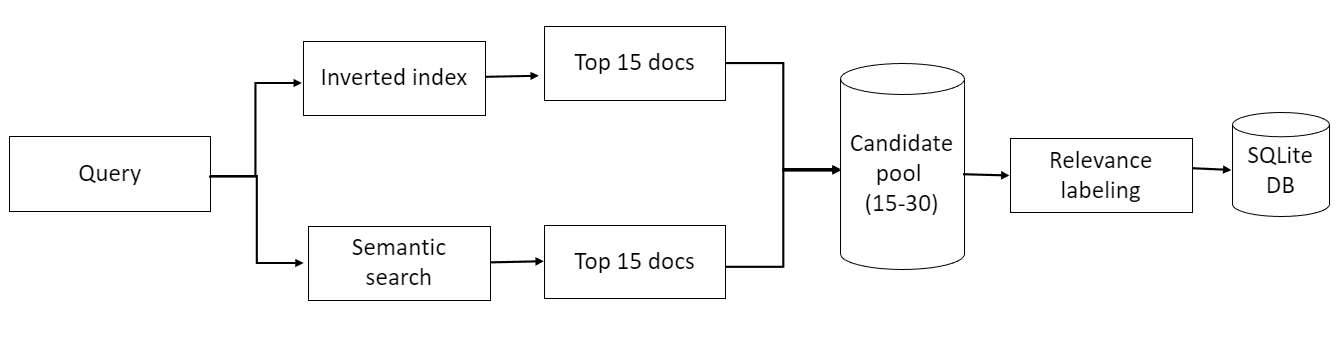 Query
Inverted index
Top 15 docs
Semantic
search
Top 15 docs
Candidate
pool
(15-30)
Relevance
labeling
SQLite
DB